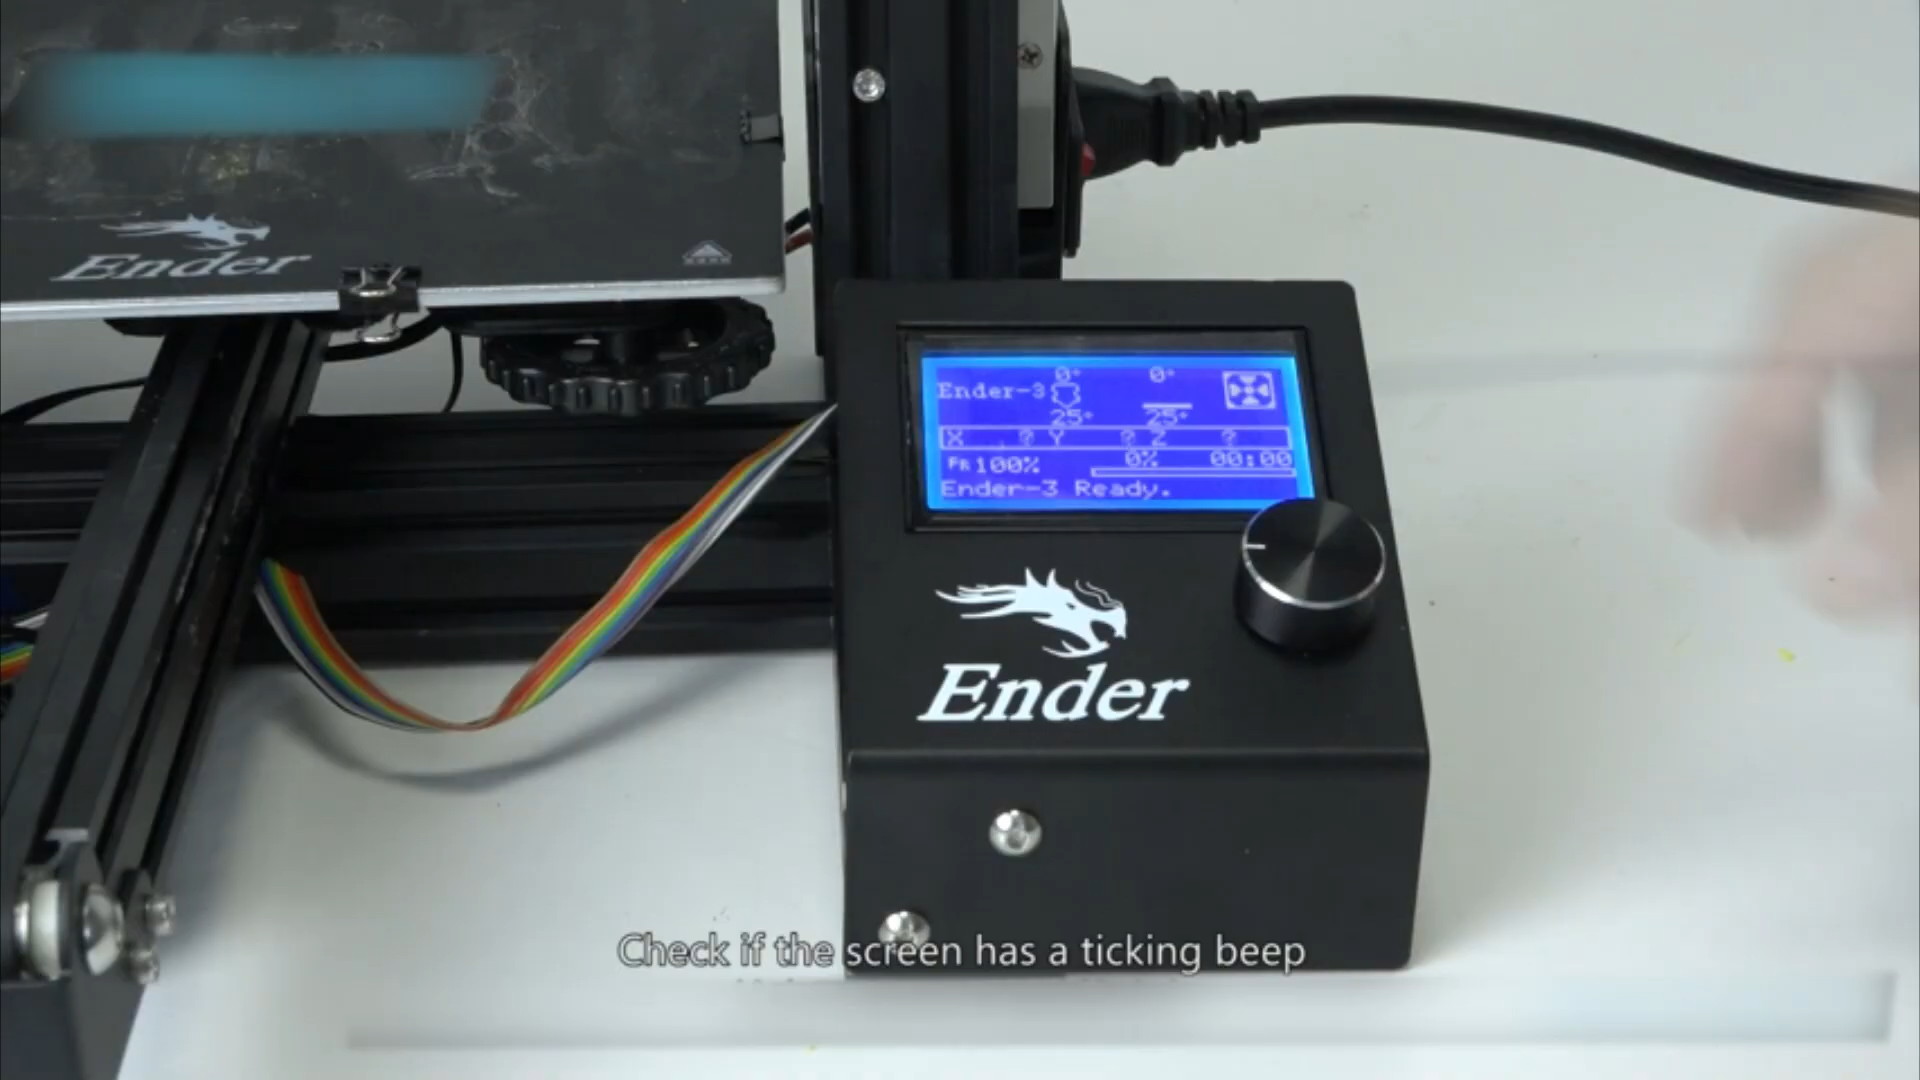 Ender
0° 0°
Ender-3
25° 25°
X ? Y ? Z ?
FR 100% 0% 00:00
Ender-3 Ready.
Ender
Check if the screen has a ticking beep